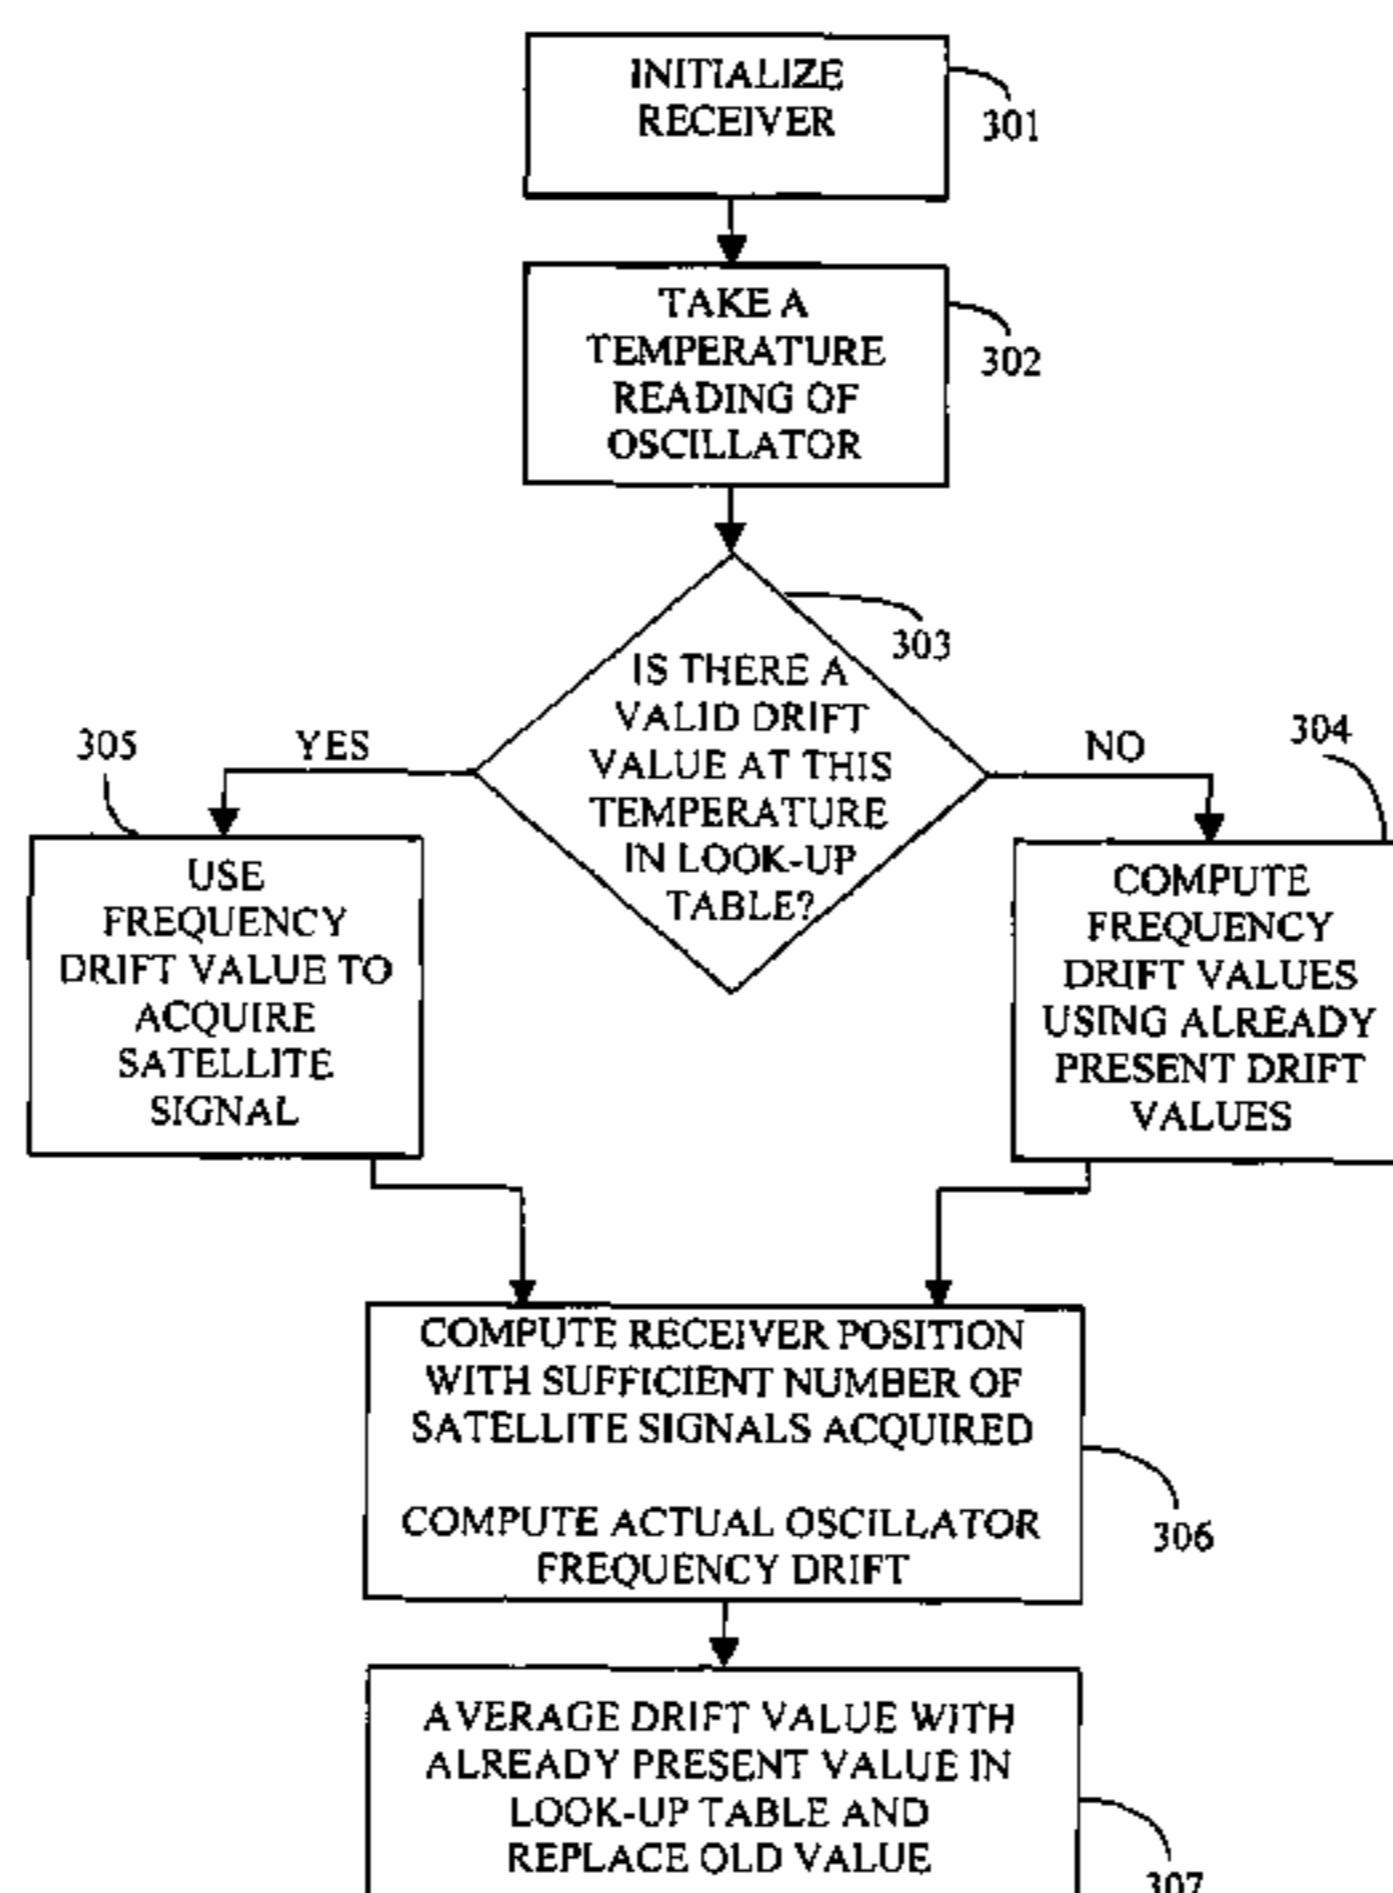 INITIALIZE
RECEIVER
301
TAKE A
TEMPERATURE
READING OF
OSCILLATOR
302
303
IS THERE A
VALID DRIFT
VALUE AT THIS
TEMPERATURE
IN LOOK-UP
TABLE?
YES
NO
305
304
USE
FREQUENCY
DRIFT VALUE TO
ACQUIRE
SATELLITE
SIGNAL
COMPUTE
FREQUENCY
DRIFT VALUES
USING ALREADY
PRESENT DRIFT
VALUES
COMPUTE RECEIVER POSITION
WITH SUFFICIENT NUMBER OF
SATELLITE SIGNALS ACQUIRED
COMPUTE ACTUAL OSCILLATOR
FREQUENCY DRIFT
306
AVERAGE DRIFT VALUE WITH
ALREADY PRESENT VALUE IN
LOOK-UP TABLE AND
REPLACE OLD VALUE
307